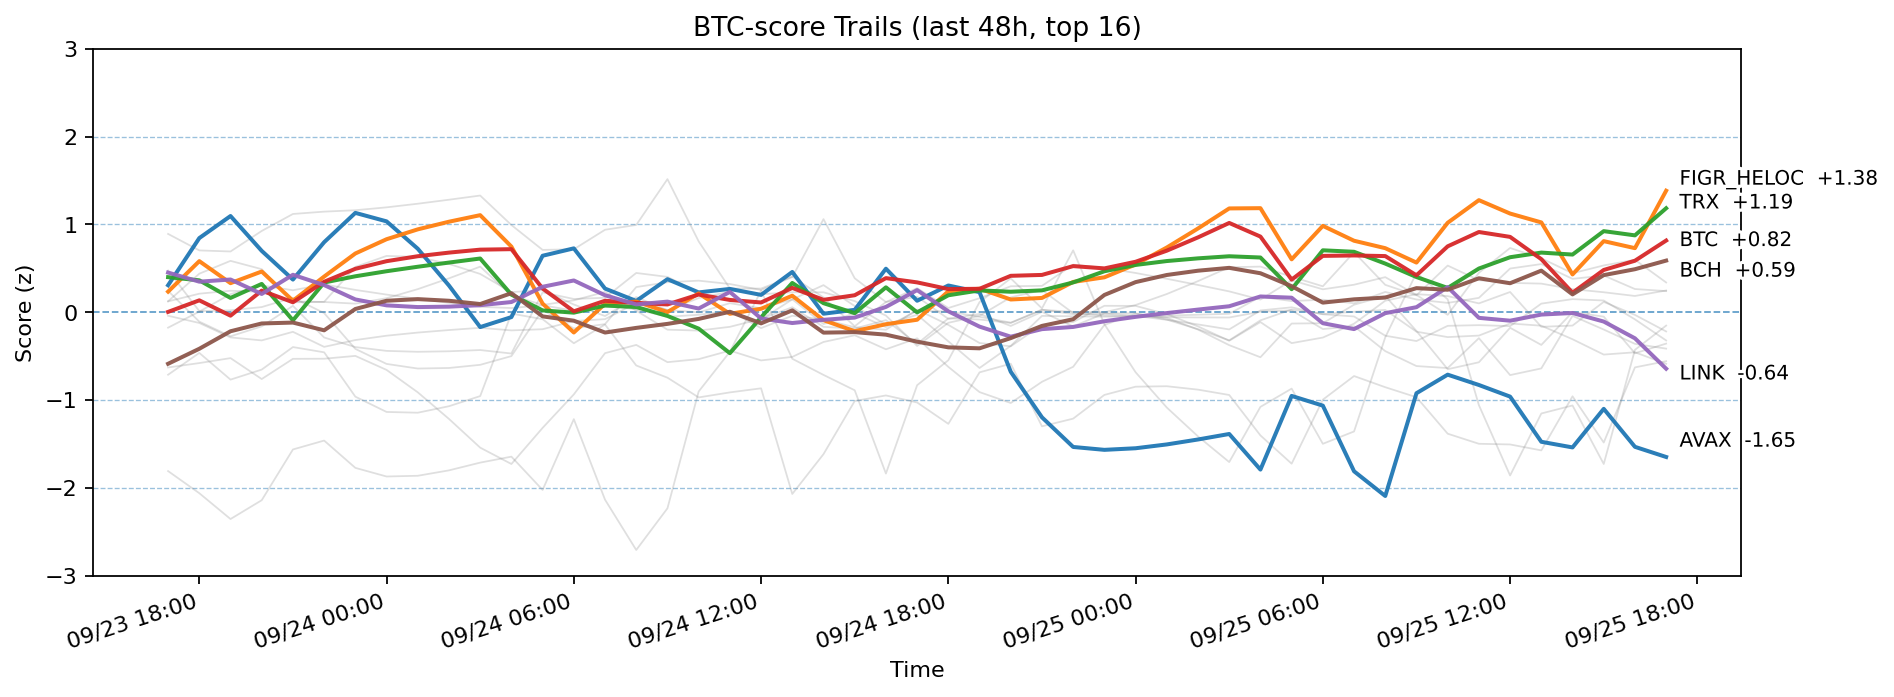 BTC-score Trails (last 48h, top 16)
Score (z)
3
2
1
0
−1
−2
−3
FIGR_HELOC +1.38
TRX +1.19
BTC +0.82
BCH +0.59
LINK -0.64
AVAX -1.65
09/23 18:00
09/24 00:00
09/24 06:00
09/24 12:00
09/24 18:00
09/25 00:00
09/25 06:00
09/25 12:00
09/25 18:00
Time